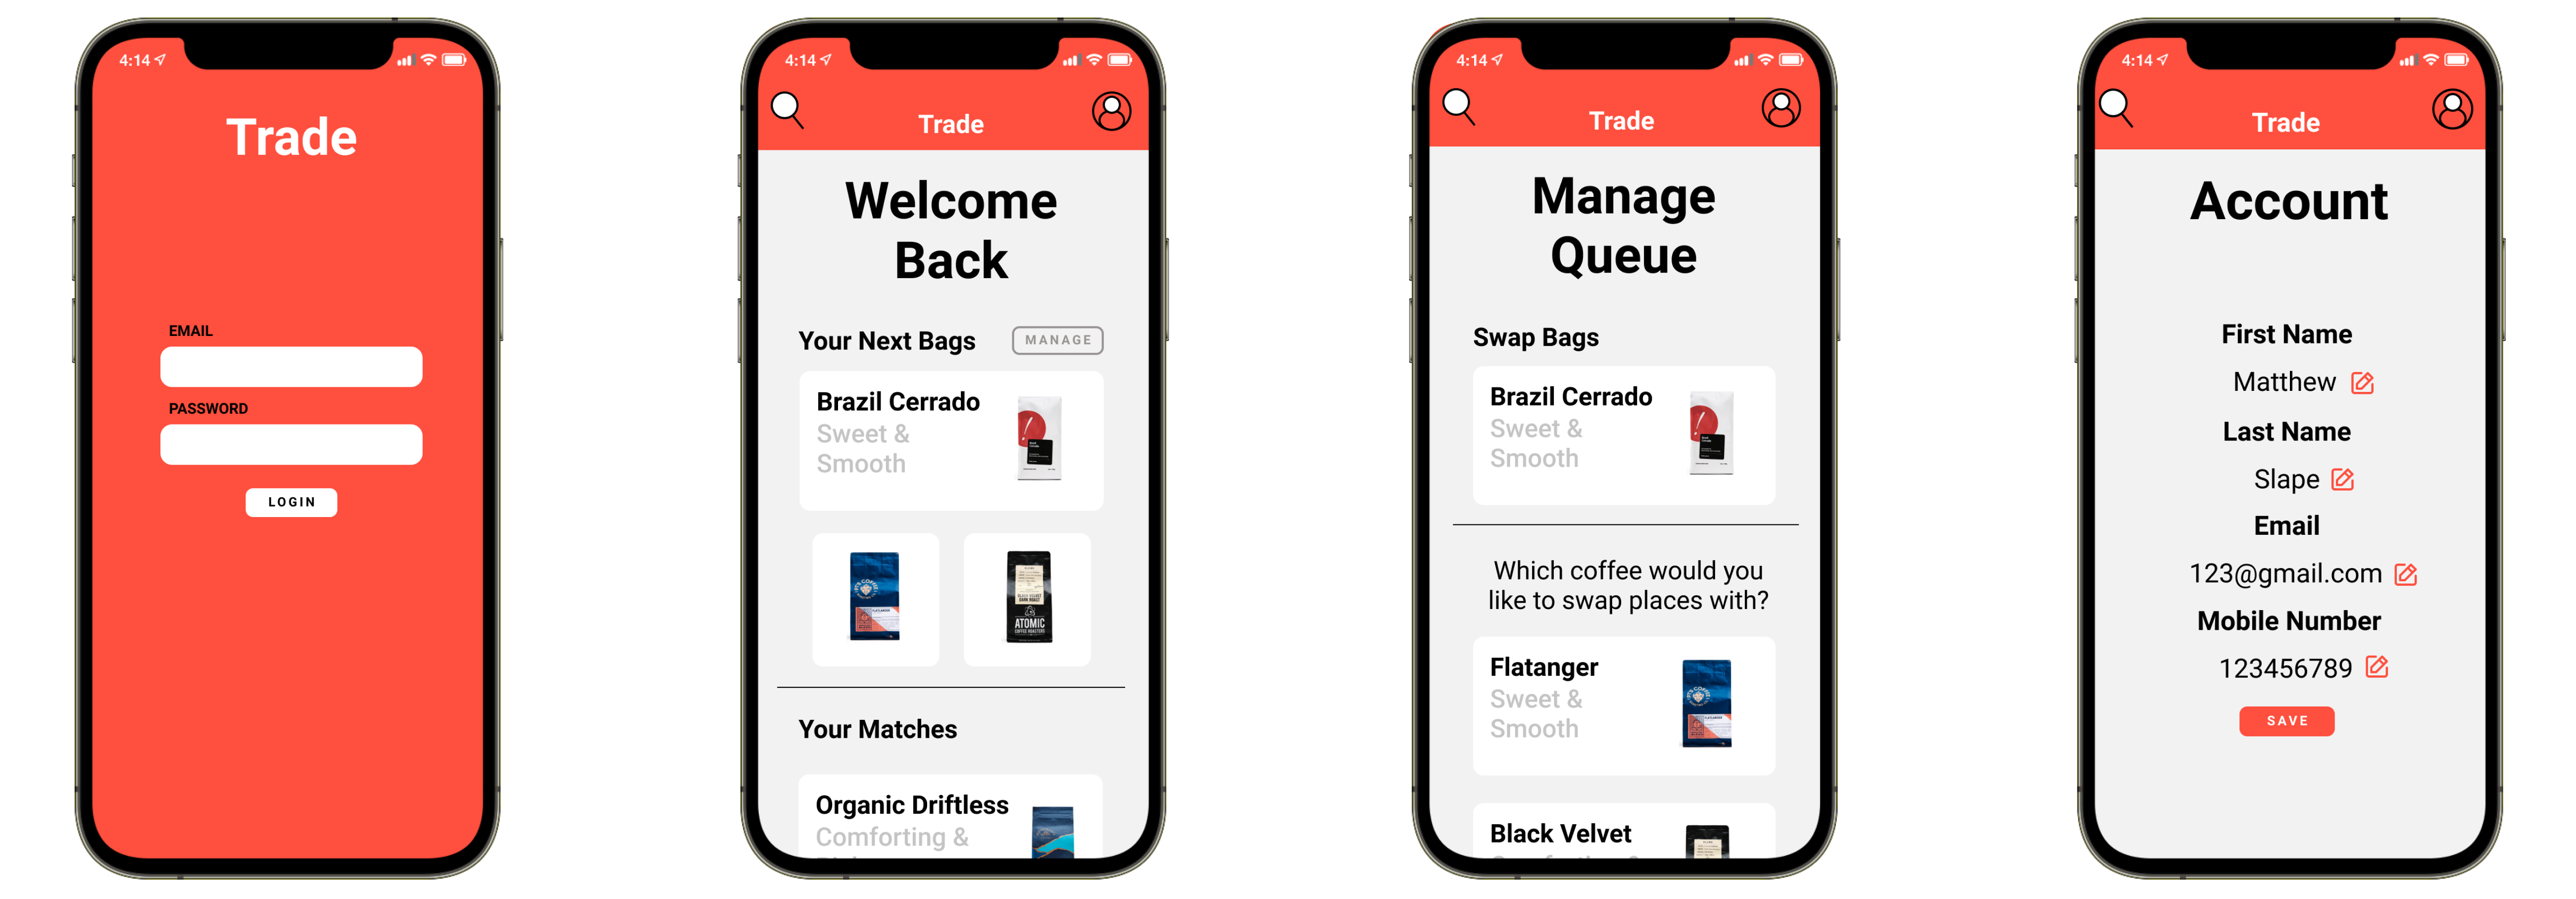 4:14
Trade
EMAIL
PASSWORD
LOGIN
4:14
Trade
Welcome
Back
Your Next Bags
MANAGE
Brazil Cerrado
Sweet &
Smooth
ATOMIC
COFFEE ROASTERS
Your Matches
Organic Driftless
Comforting &
4:14
Trade
Manage
Queue
Swap Bags
Brazil Cerrado
Sweet &
Smooth
Which coffee would you
like to swap places with?
Flatanger
Sweet &
Smooth
Black Velvet
4:14
Trade
Account
First Name
Matthew
Last Name
Slape
Email
123@gmail.com
Mobile Number
123456789
SAVE